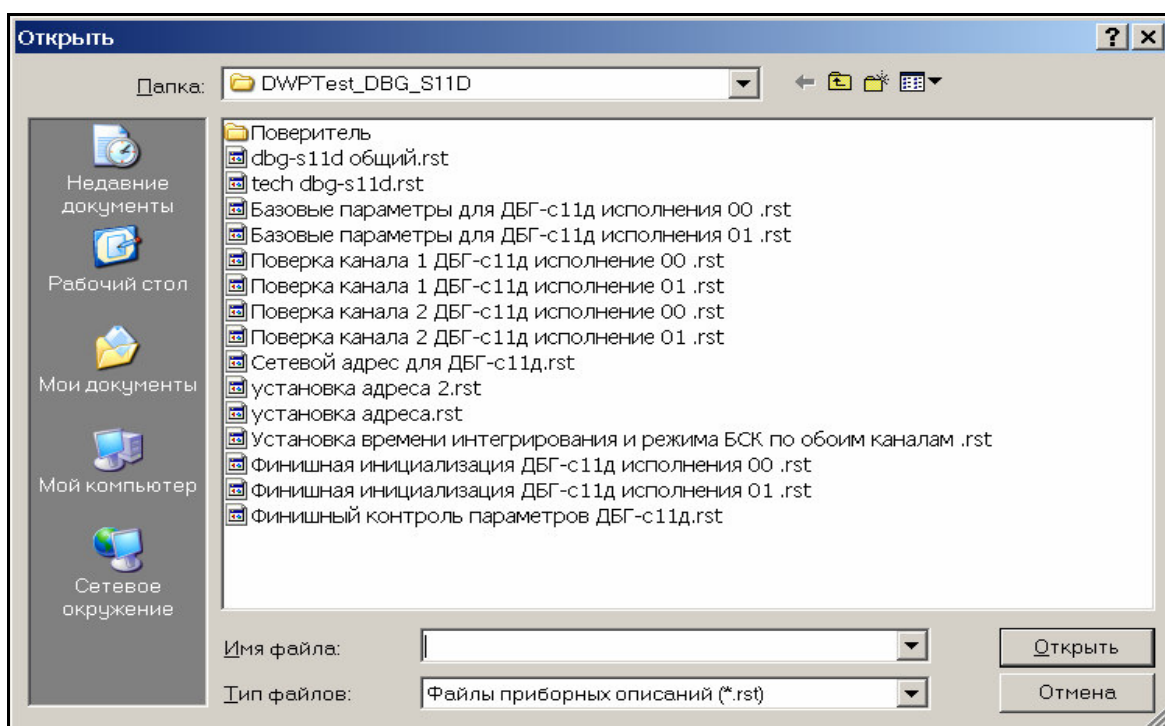 Открыть
Папка: DWPTest_DBG_S11D
Недавние документы
Рабочий стол
Мои документы
Мой компьютер
Сетевое окружение
Поверитель
dbg-s11d общий.rst
tech dbg-s11d.rst
Базовые параметры для ДБГ-с11д исполнения 00 .rst
Базовые параметры для ДБГ-с11д исполнения 01 .rst
Поверка канала 1 ДБГ-с11д исполнение 00 .rst
Поверка канала 1 ДБГ-с11д исполнение 01 .rst
Поверка канала 2 ДБГ-с11д исполнение 00 .rst
Поверка канала 2 ДБГ-с11д исполнение 01 .rst
Сетевой адрес для ДБГ-с11д.rst
установка адреса 2.rst
установка адреса.rst
Установка времени интегрирования и режима БСК по обоим каналам .rst
Финишная инициализация ДБГ-с11д исполнения 00 .rst
Финишная инициализация ДБГ-с11д исполнения 01 .rst
Финишный контроль параметров ДБГ-с11д.rst
Имя файла:
Открыть
Тип файлов: Файлы приборных описаний (*.rst)
Отмена